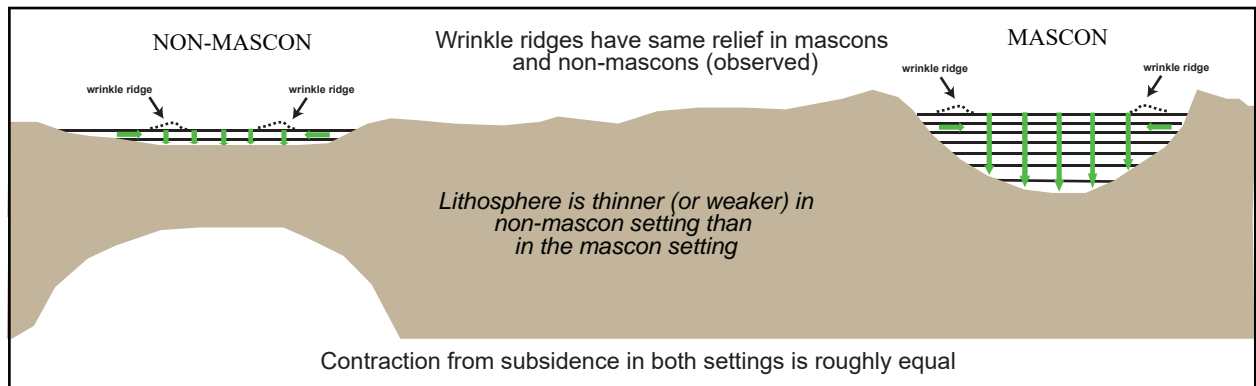 NON-MASCON
wrinkle ridge
wrinkle ridge
Wrinkle ridges have same relief in mascons
and non-mascons (observed)
MASCON
wrinkle ridge
wrinkle ridge
Lithosphere is thinner (or weaker) in
non-mascon setting than
in the mascon setting
Contraction from subsidence in both settings is roughly equal